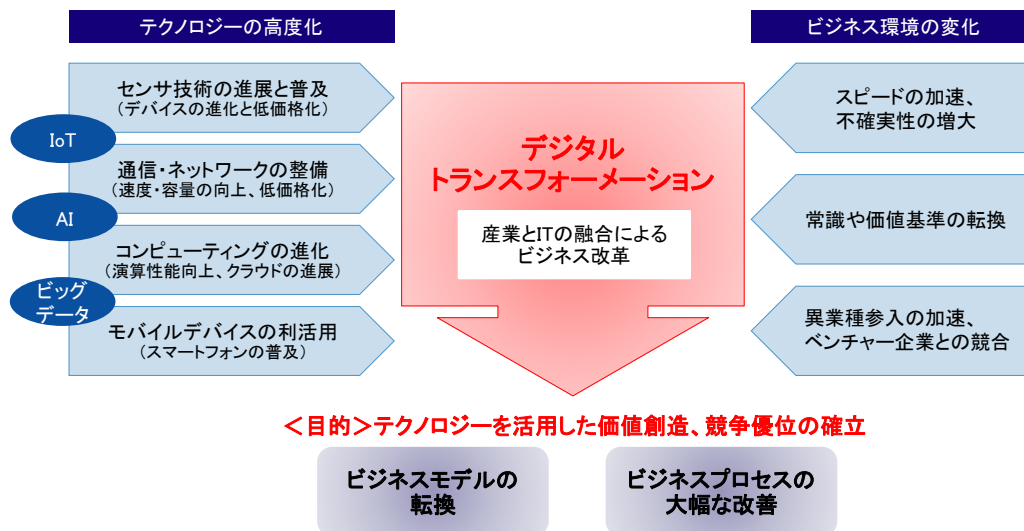 テクノロジーの高度化
ビジネス環境の変化
センサ技術の進展と普及
(デバイスの進化と低価格化)
IoT
通信・ネットワークの整備
(速度・容量の向上、低価格化)
AI
コンピューティングの進化
(演算性能向上、クラウドの進展)
ビッグ
データ
モバイルデバイスの利活用
(スマートフォンの普及)
デジタル
トランスフォーメーション
産業とITの融合による
ビジネス改革
スピードの加速、
不確実性の増大
常識や価値基準の転換
異業種参入の加速、
ベンチャー企業との競合
＜目的＞テクノロジーを活用した価値創造、競争優位の確立
ビジネスモデルの
転換
ビジネスプロセスの
大幅な改善